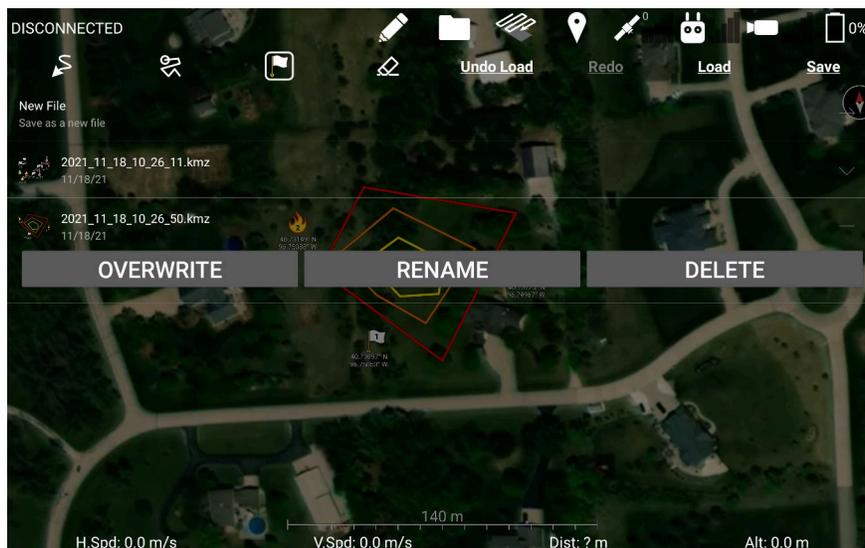 DISCONNECTED
0
0%
Undo Load
Redo
Load
Save
New File
Save as a new file
2021_11_18_10_26_11.kmz
11/18/21
2021_11_18_10_26_50.kmz
11/18/21
2
OVERWRITE
RENAME
DELETE
1
140 m
H.Spd: 0.0 m/s
V.Spd: 0.0 m/s
Dist: ? m
Alt: 0.0 m